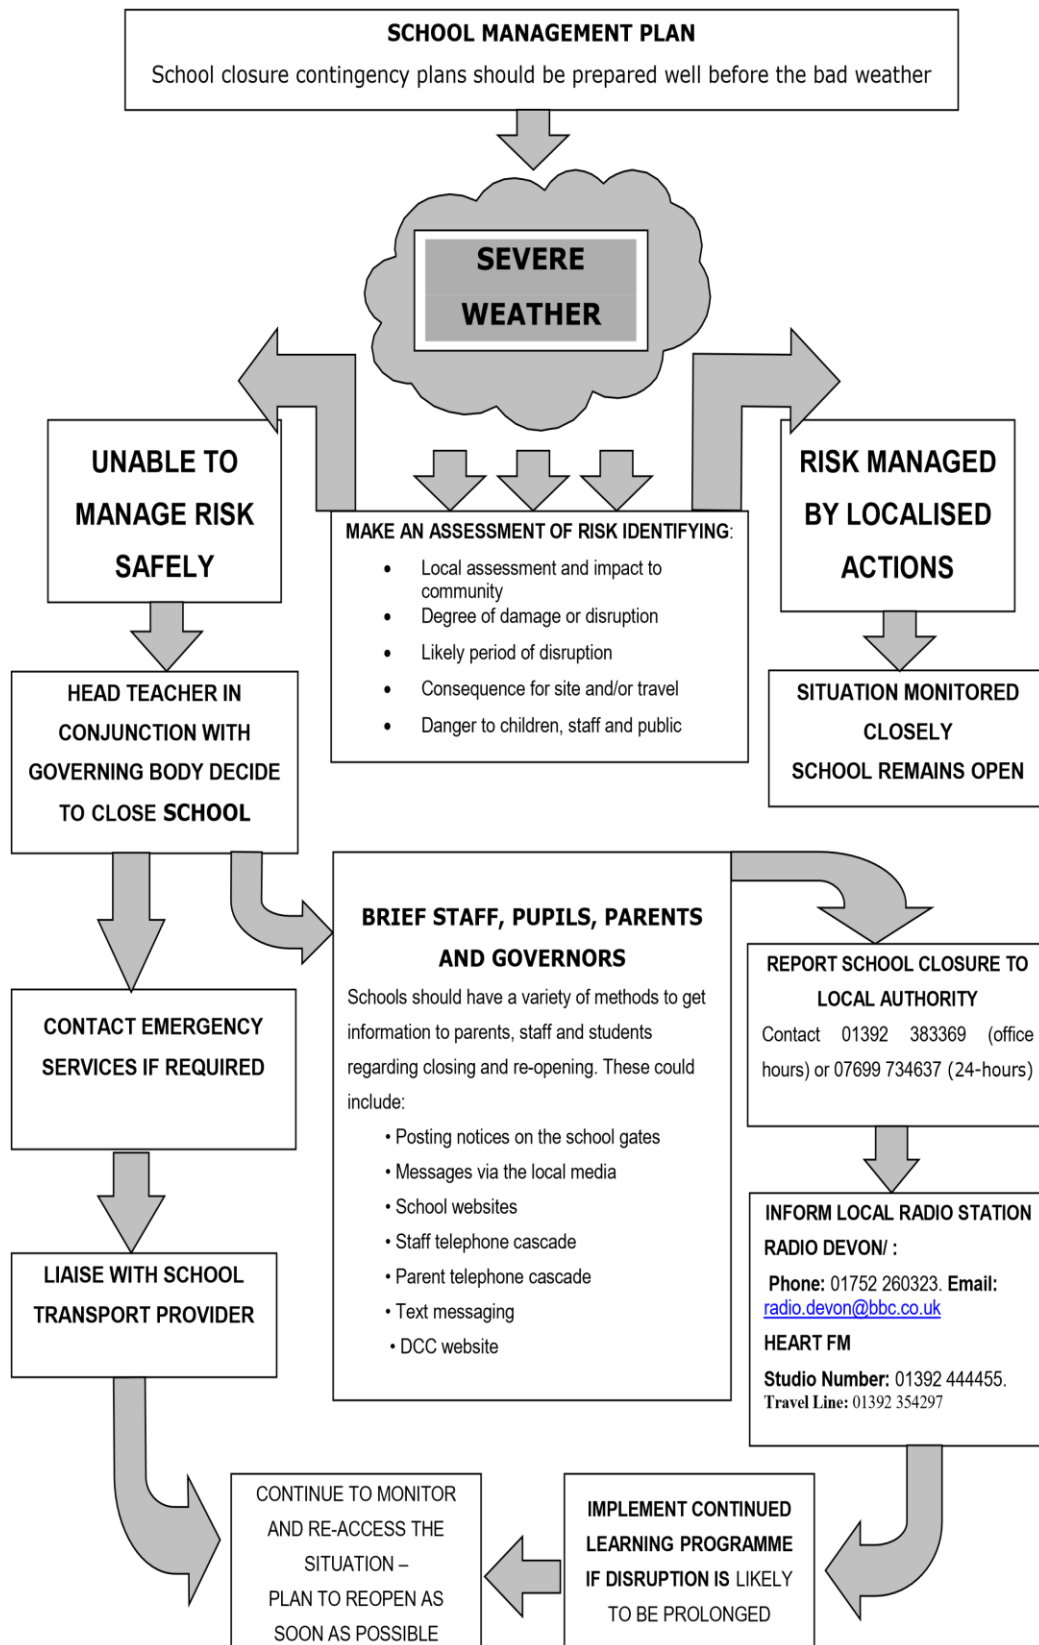 SCHOOL MANAGEMENT PLAN
School closure contingency plans should be prepared well before the bad weather
SEVERE
WEATHER
UNABLE TO
MANAGE RISK
SAFELY
MAKE AN ASSESSMENT OF RISK IDENTIFYING:
• Local assessment and impact to
community
• Degree of damage or disruption
• Likely period of disruption
• Consequence for site and/or travel
• Danger to children, staff and public
RISK MANAGED
BY LOCALISED
ACTIONS
HEAD TEACHER IN
CONJUNCTION WITH
GOVERNING BODY DECIDE
TO CLOSE SCHOOL
SITUATION MONITORED
CLOSELY
SCHOOL REMAINS OPEN
BRIEF STAFF, PUPILS, PARENTS
AND GOVERNORS
Schools should have a variety of methods to get
information to parents, staff and students
regarding closing and re-opening. These could
include:
• Posting notices on the school gates
• Messages via the local media
• School websites
• Staff telephone cascade
• Parent telephone cascade
• Text messaging
• DCC website
REPORT SCHOOL CLOSURE TO
LOCAL AUTHORITY
Contact 01392 383369 (office
hours) or 07699 734637 (24-hours)
CONTACT EMERGENCY
SERVICES IF REQUIRED
INFORM LOCAL RADIO STATION
RADIO DEVON/ :
Phone: 01752 260323. Email:
radio.devon@bbc.co.uk
HEART FM
Studio Number: 01392 444455.
Travel Line: 01392 354297
LIAISE WITH SCHOOL
TRANSPORT PROVIDER
CONTINUE TO MONITOR
AND RE-ACCESS THE
SITUATION –
PLAN TO REOPEN AS
SOON AS POSSIBLE
IMPLEMENT CONTINUED
LEARNING PROGRAMME
IF DISRUPTION IS LIKELY
TO BE PROLONGED